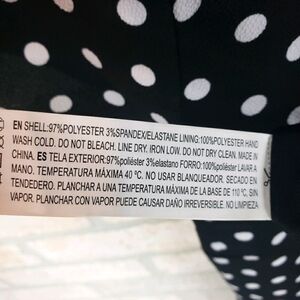 EN SHELL:97%POLYESTER 3%SPANDEX/ELASTANE LINING:100%POLYESTER HAND
WASH COLD. DO NOT BLEACH. LINE DRY. IRON LOW. DO NOT DRY CLEAN. MADE IN
CHINA. ES TELA EXTERIOR:97%poliéster 3%elastano FORRO:100%poliéster LAVAR A
MANO. TEMPERATURA MÁXIMA 40 ºC. NO USAR BLANQUEADOR. SECADO EN
TENDEDERO. PLANCHAR A UNA TEMPERATURA MÁXIMA DE LA BASE DE 110 ºC, SIN
VAPOR. PLANCHAR CON VAPOR PUEDE CAUSAR DAÑO IRREVERSIBLE. NO LIMPIEZA